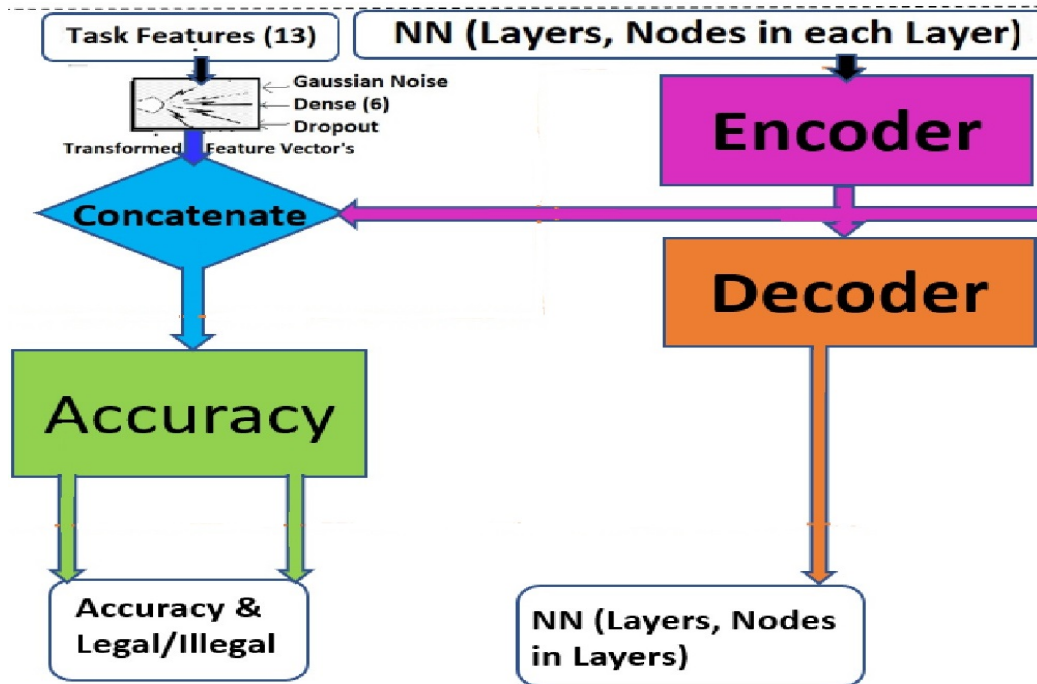 Task Features (13)
NN (Layers, Nodes in each Layer)
Gaussian Noise
Dense (6)
Dropout
Transformed Feature Vector's
Encoder
Concatenate
Decoder
Accuracy
Accuracy &
Legal/Illegal
NN (Layers, Nodes
in Layers)